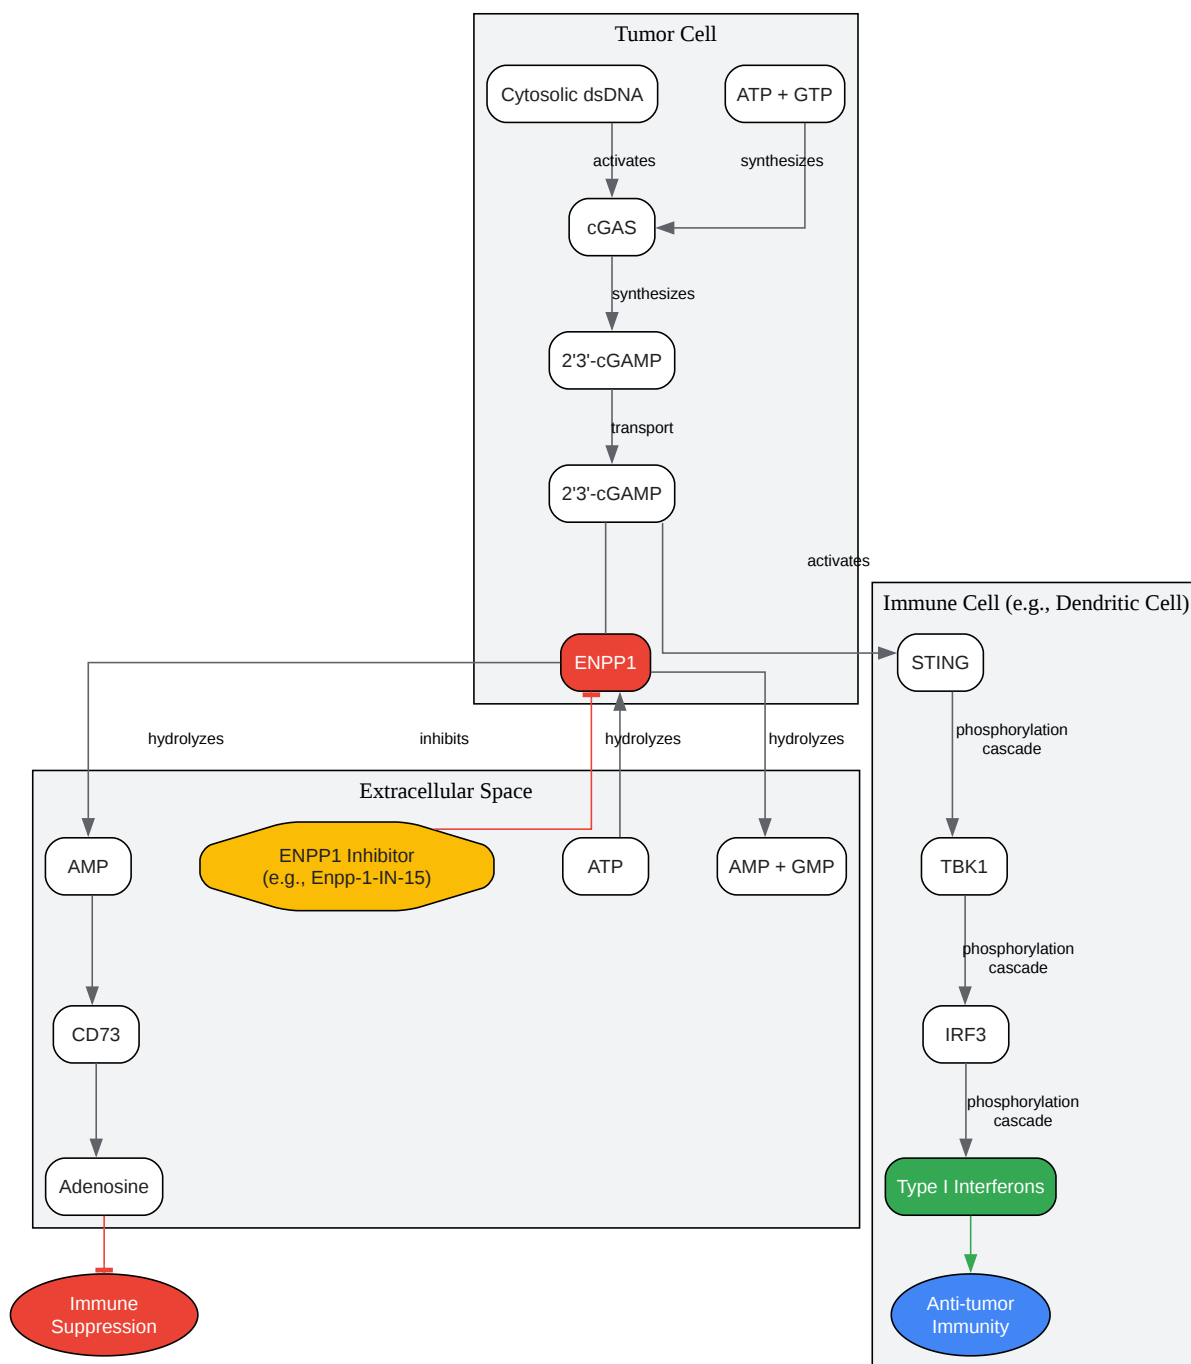 Tumor Cell
Cytosolic dsDNA
ATP + GTP
activates
synthesizes
cGAS
synthesizes
2'3'-cGAMP
transport
2'3'-cGAMP
activates
Immune Cell (e.g., Dendritic Cell)
ENPP1
STING
hydrolyzes
inhibits
hydrolyzes
hydrolyzes
phosphorylation
cascade
Extracellular Space
AMP
ENPP1 Inhibitor
(e.g., Enpp-1-IN-15)
ATP
AMP + GMP
TBK1
phosphorylation
cascade
CD73
IRF3
phosphorylation
cascade
Adenosine
Type I Interferons
Immune
Suppression
Anti-tumor
Immunity